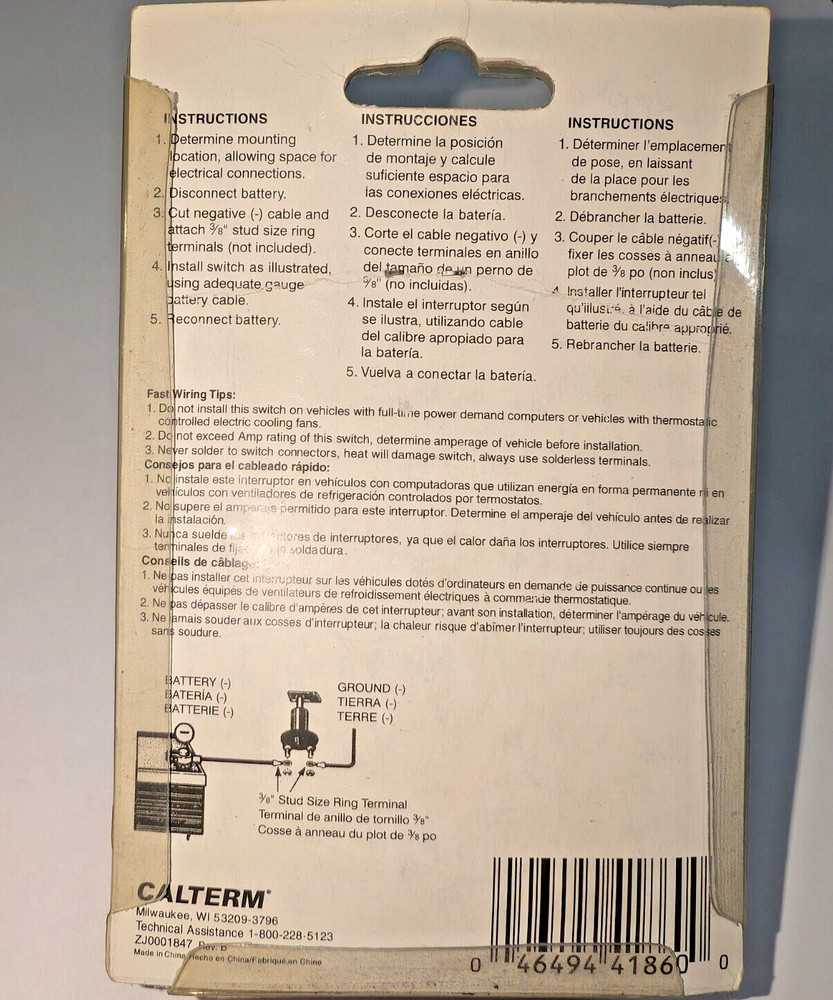 INSTRUCTIONS
1. Determine mounting
location, allowing space for
electrical connections.
2. Disconnect battery.
3. Cut negative (-) cable and
attach ⅜" stud size ring
terminals (not included).
4. Install switch as illustrated,
using adequate gauge
battery cable.
5. Reconnect battery.
INSTRUCCIONES
1. Determine la posición
de montaje y calcule
suficiente espacio para
las conexiones eléctricas.
2. Desconecte la batería.
3. Corte el cable negativo (-) y
conecte terminales en anillo
del tamaño de un perno de
⅜" (no incluidas).
4. Instale el interruptor según
se ilustra, utilizando cable
del calibre apropiado para
la batería.
5. Vuelva a conectar la batería.
INSTRUCTIONS
1. Déterminer l'emplacement
de pose, en laissant
de la place pour les
branchements électriques.
2. Débrancher la batterie.
3. Couper le câble négatif(-)
fixer les cosses à anneau
plot de ⅜ po (non inclus)
4. Installer l'interrupteur tel
qu'illustré, à l'aide du câble de
batterie du calibre approprié.
5. Rebrancher la batterie.
Fast Wiring Tips:
1. Do not install this switch on vehicles with full-time power demand computers or vehicles with thermostatic
controlled electric cooling fans.
2. Do not exceed Amp rating of this switch, determine amperage of vehicle before installation.
3. Never solder to switch connectors, heat will damage switch, always use solderless terminals.
Consejos para el cableado rápido:
1. No instale este interruptor en vehículos con computadoras que utilizan energía en forma permanente ni en
vehículos con ventiladores de refrigeración controlados por termostatos.
2. No supere el amperaje permitido para este interruptor. Determine el amperaje del vehículo antes de realizar
la instalación.
3. Nunca suelde los conectores de interruptores, ya que el calor daña los interruptores. Utilice siempre
terminales de soldadura.
Conseils de câblage
1. Ne pas installer cet interrupteur sur les véhicules dotés d'ordinateurs en demande de puissance continue ou les
véhicules équipés de ventilateurs de refroidissement électriques à commande thermostatique.
2. Ne pas dépasser le calibre d'ampères de cet interrupteur; avant son installation, déterminer l'ampérage du véhicule.
3. Ne jamais souder aux cosses d'interrupteur; la chaleur risque d'abîmer l'interrupteur; utiliser toujours des cosses
sans soudure.
BATTERY (-)
BATERÍA (-)
BATTERIE (-)
GROUND (-)
TIERRA (-)
TERRE (-)
⅜" Stud Size Ring Terminal
Terminal de anillo de tornillo ⅜"
Cosse à anneau du plot de ⅜ po
CALTERM®
Milwaukee, WI 53209-3796
Technical Assistance 1-800-228-5123
ZJ0001847 Rev. D
Made in China/Hecho en China/Fabriqué en Chine
0 46494 41860 0